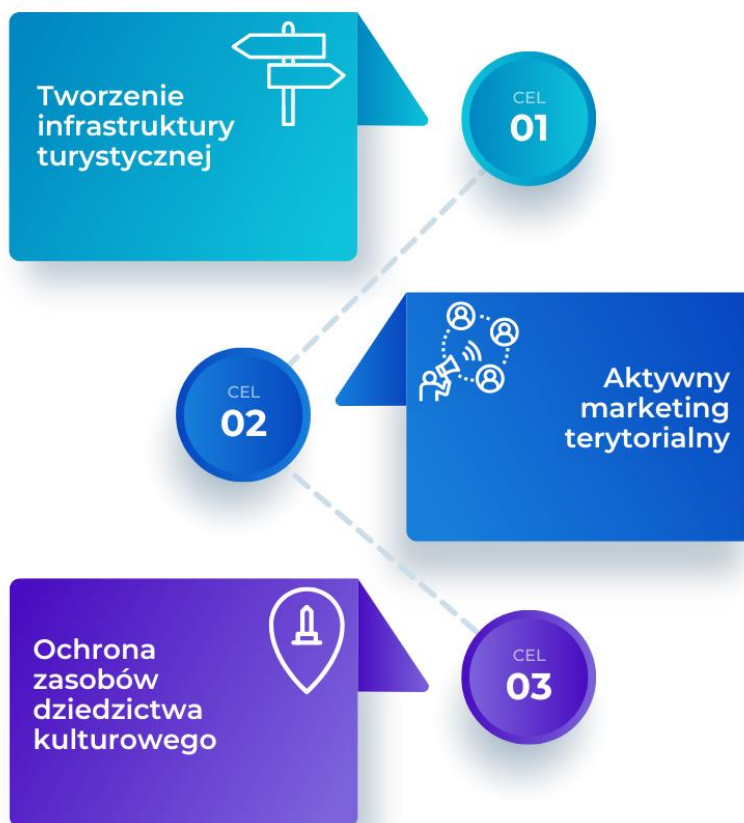 Tworzenie
infrastruktury
turystycznej
CEL
01
CEL
02
Aktywny
marketing
terytorialny
Ochrona
zasobów
dziedzictwa
kulturowego
CEL
03